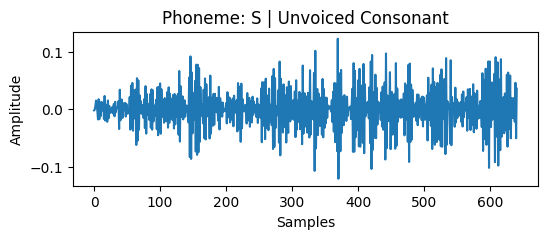 Phoneme: S | Unvoiced Consonant
0.1
0.0
−0.1
Amplitude
0 100 200 300 400 500 600
Samples